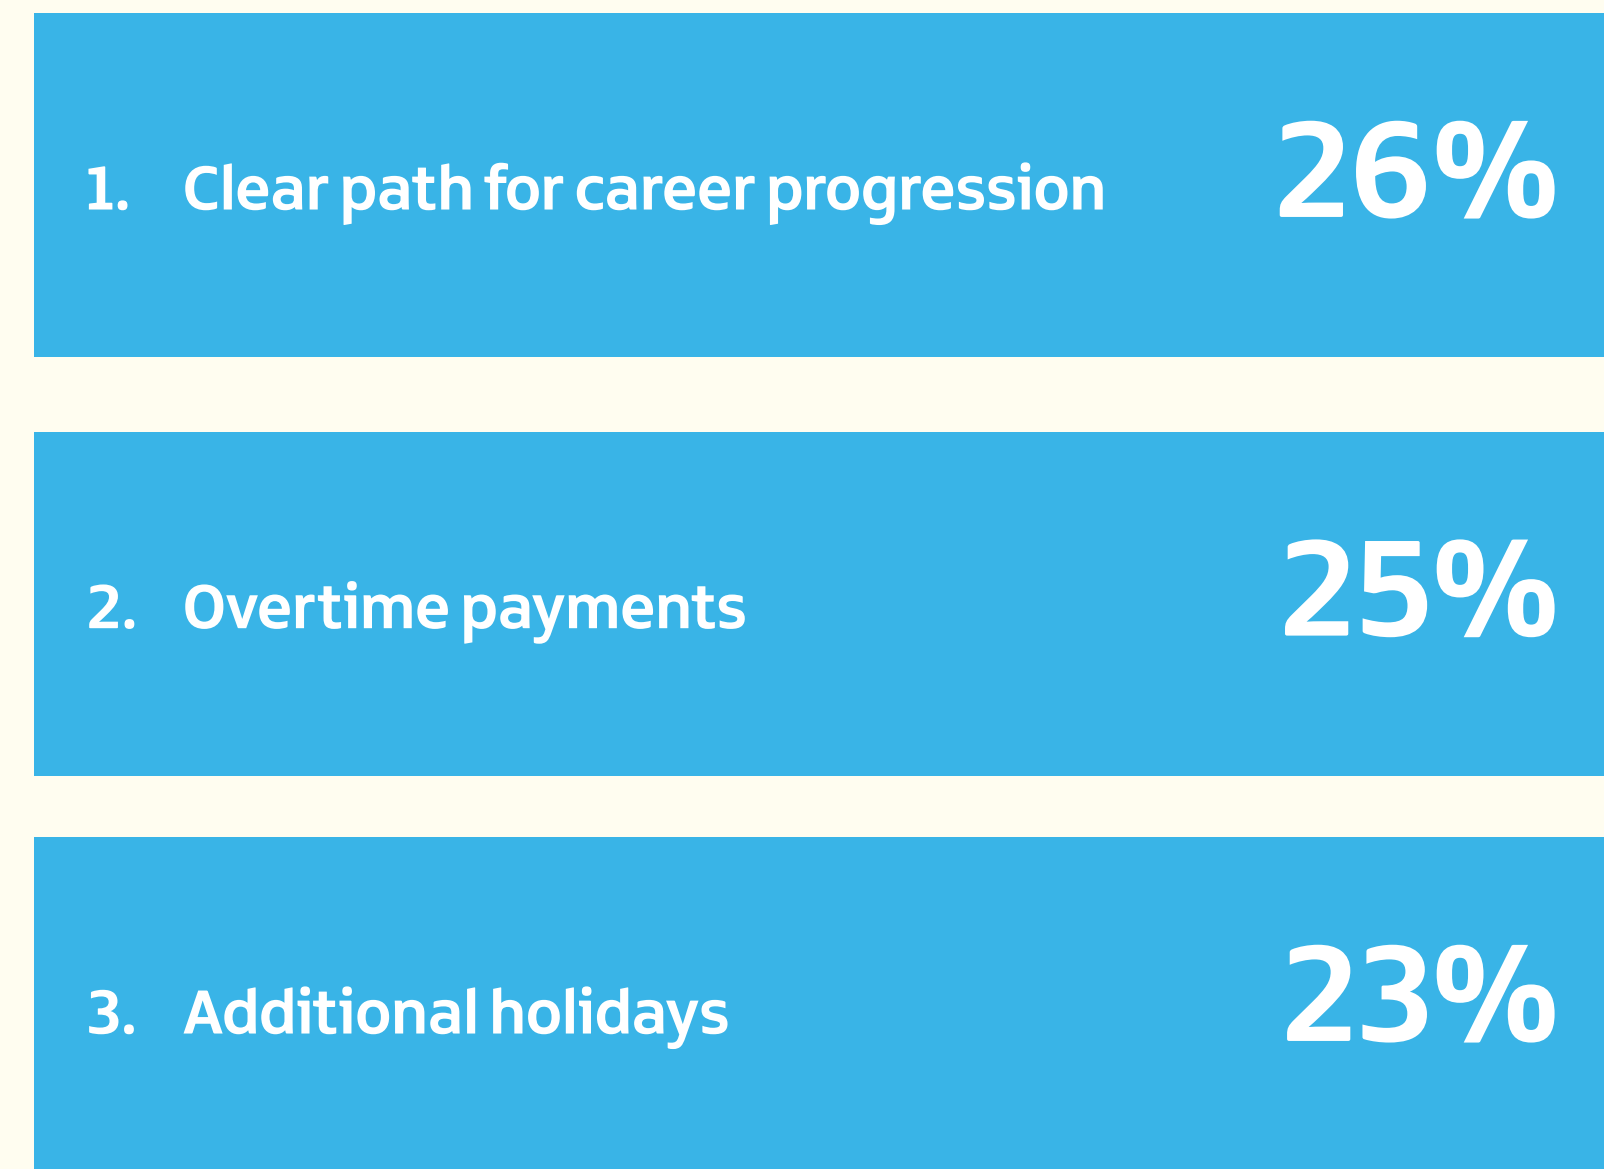 1. Clear path for career progression 26%
2. Overtime payments 25%
3. Additional holidays 23%